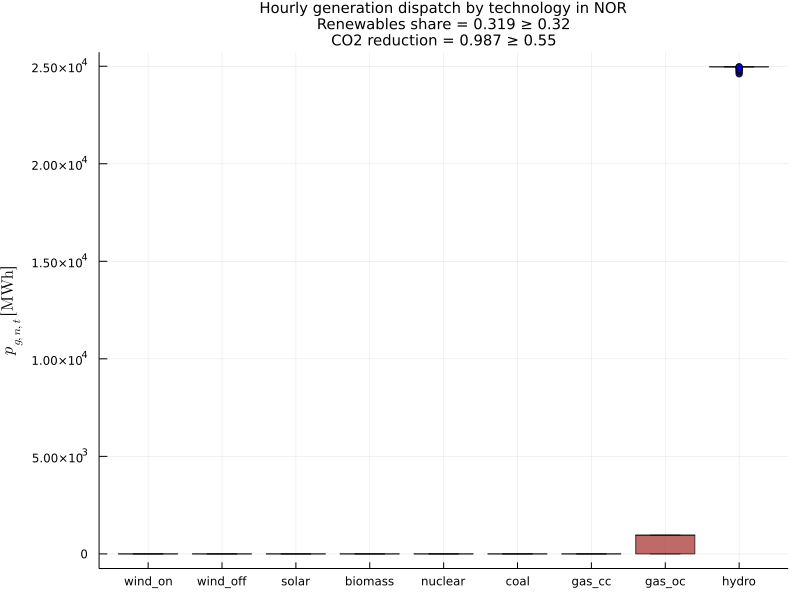 Hourly generation dispatch by technology in NOR
Renewables share = 0.319 ≥ 0.32
CO2 reduction = 0.987 ≥ 0.55
2.50×10⁴
2.00×10⁴
1.50×10⁴
1.00×10⁴
5.00×10³
0
p_{g,n,t} [MWh]
wind_on wind_off solar biomass nuclear coal gas_cc gas_oc hydro